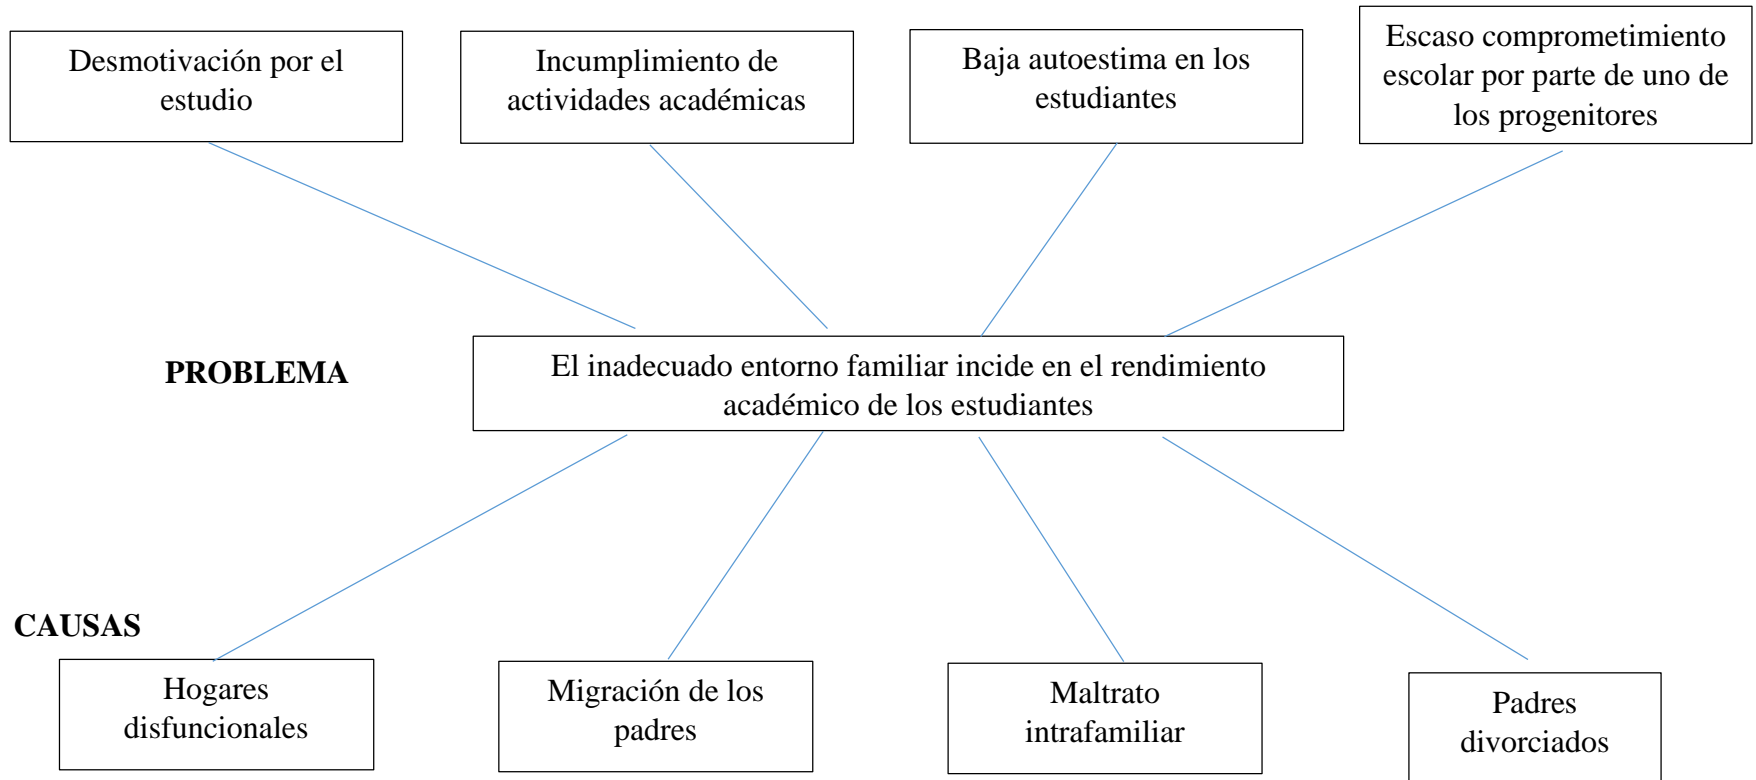 Desmotivación por el
estudio
Incumplimiento de
actividades académicas
Baja autoestima en los
estudiantes
Escaso comprometimiento
escolar por parte de uno de
los progenitores
PROBLEMA
El inadecuado entorno familiar incide en el rendimiento
académico de los estudiantes
CAUSAS
Hogares
disfuncionales
Migración de los
padres
Maltrato
intrafamiliar
Padres
divorciados